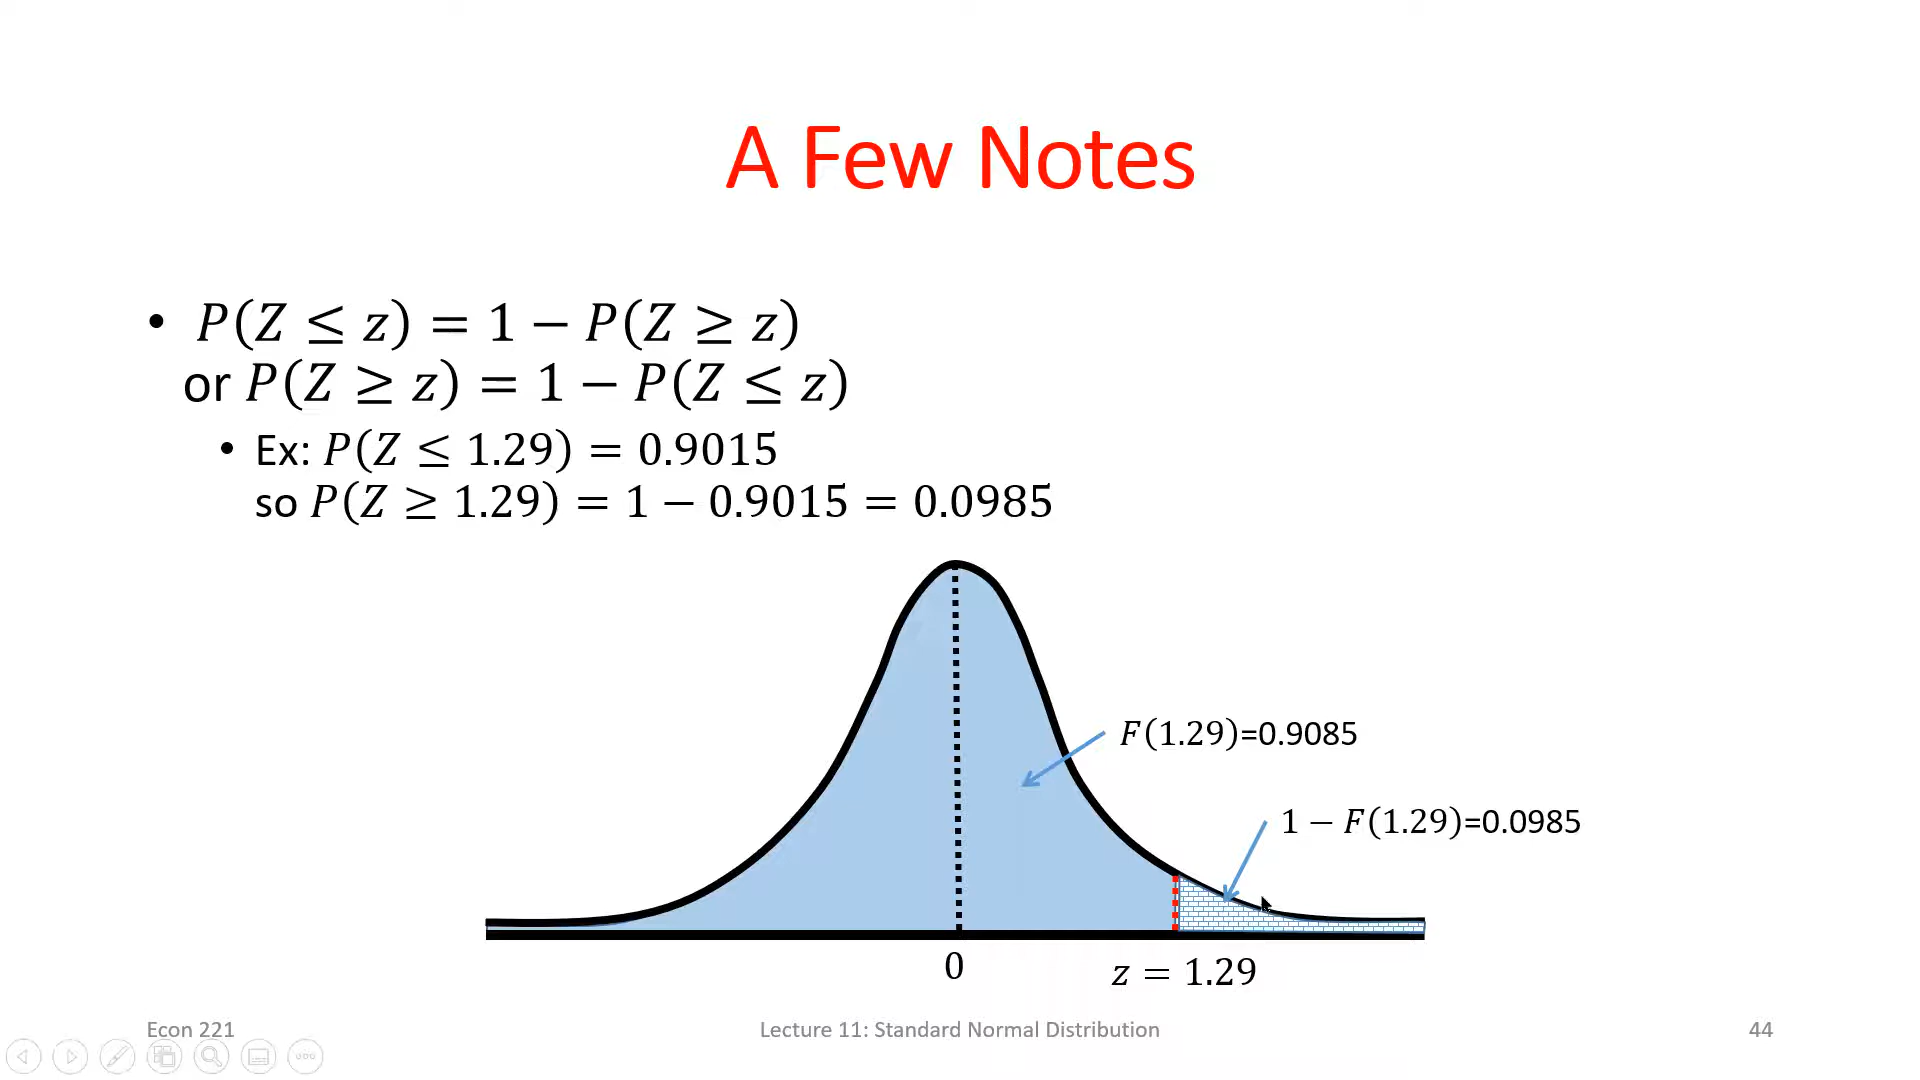 A Few Notes
• P(Z ≤ z) = 1 − P(Z ≥ z)
or P(Z ≥ z) = 1 − P(Z ≤ z)
• Ex: P(Z ≤ 1.29) = 0.9015
so P(Z ≥ 1.29) = 1 − 0.9015 = 0.0985
F(1.29)=0.9085
1 − F(1.29)=0.0985
0
z = 1.29
Econ 221
Lecture 11: Standard Normal Distribution
44